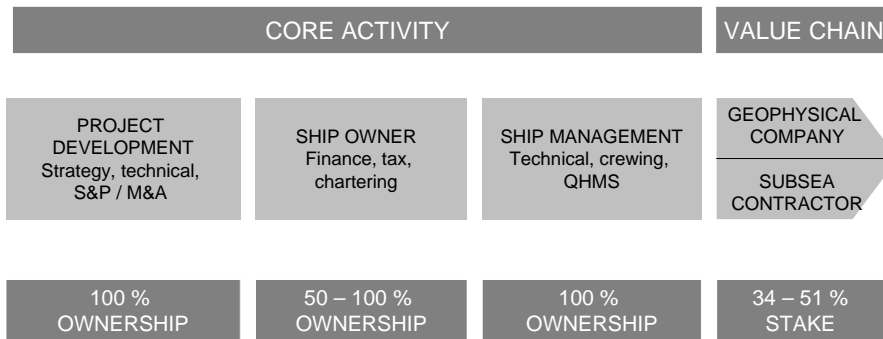 CORE ACTIVITY
VALUE CHAIN
PROJECT
DEVELOPMENT
Strategy, technical,
S&P / M&A
SHIP OWNER
Finance, tax,
chartering
SHIP MANAGEMENT
Technical, crewing,
QHMS
GEOPHYSICAL
COMPANY
SUBSEA
CONTRACTOR
100 %
OWNERSHIP
50 – 100 %
OWNERSHIP
100 %
OWNERSHIP
34 – 51 %
STAKE